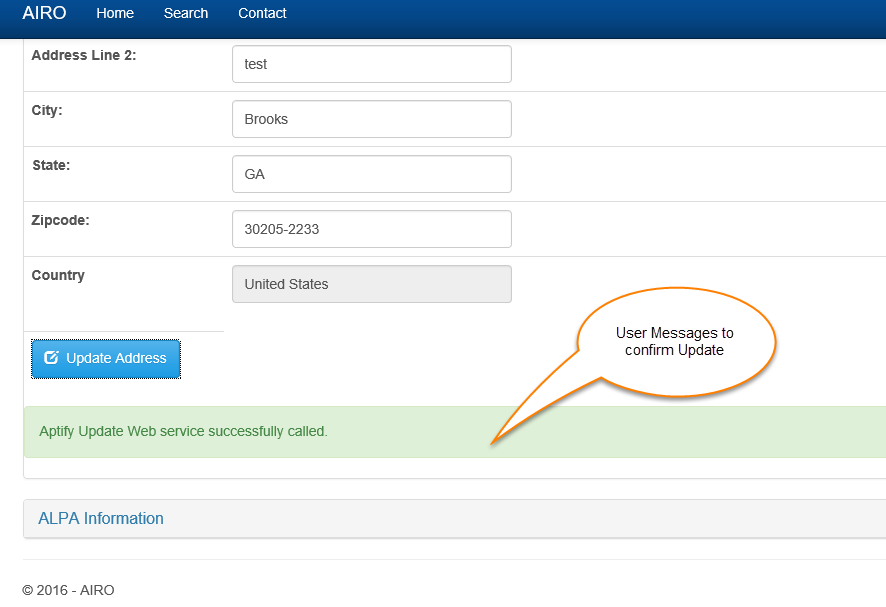 AIRO Home Search Contact
Address Line 2: test
City: Brooks
State: GA
Zipcode: 30205-2233
Country United States
User Messages to
confirm Update
Update Address
Aptify Update Web service successfully called.
ALPA Information
© 2016 - AIRO